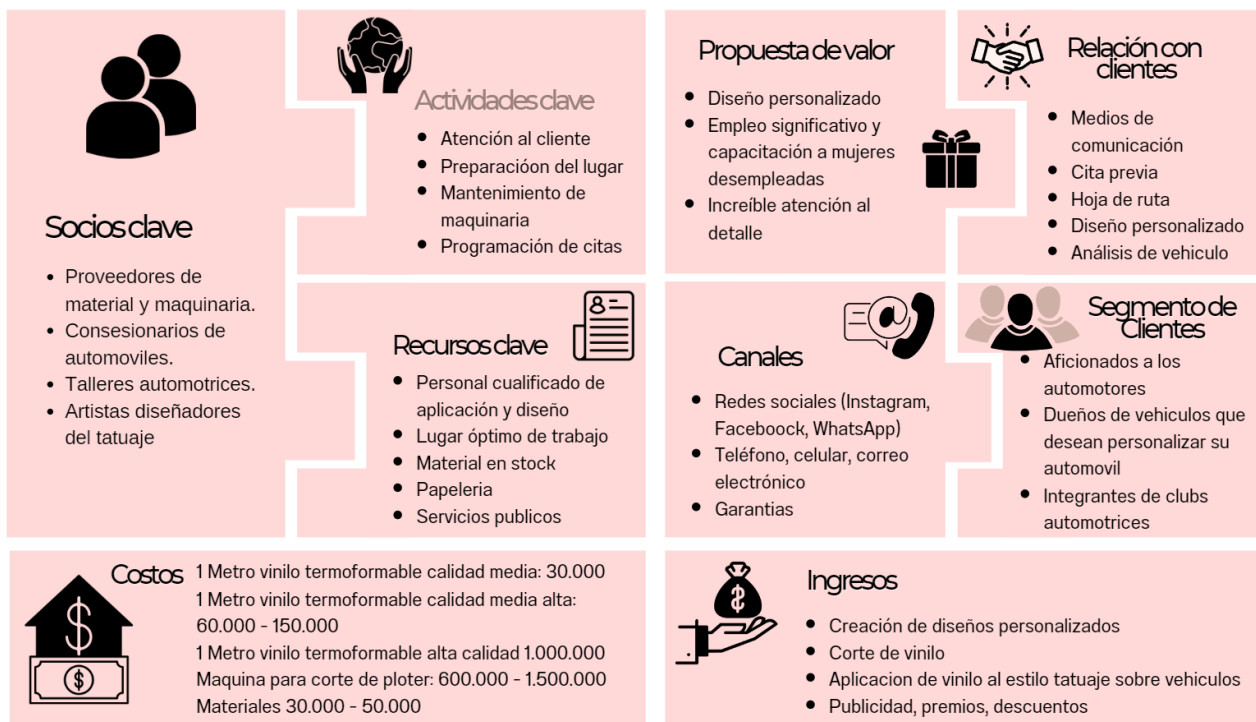 Socios clave
Proveedores de
material y maquinaria.
Consesionarios de
automoviles.
Talleres automotrices.
Artistas diseñadores
del tatuaje
Actividades clave
Atención al cliente
Preparacióon del lugar
Mantenimiento de
maquinaria
Programación de citas
Recursos clave
Personal cualificado de
aplicación y diseño
Lugar óptimo de trabajo
Material en stock
Papeleria
Servicios publicos
Propuesta de valor
Diseño personalizado
Empleo significativo y
capacitación a mujeres
desempleadas
Increíble atención al
detalle
Relación con
clientes
Medios de
comunicación
Cita previa
Hoja de ruta
Diseño personalizado
Análisis de vehiculo
Canales
Redes sociales (Instagram,
Faceboock, WhatsApp)
Teléfono, celular, correo
electrónico
Garantias
Segmento de
Clientes
Aficionados a los
automotores
Dueños de vehiculos que
desean personalizar su
automovil
Integrantes de clubs
automotrices
Costos
1 Metro vinilo termoformable calidad media: 30.000
1 Metro vinilo termoformable calidad media alta:
60.000 - 150.000
1 Metro vinilo termoformable alta calidad 1.000.000
Maquina para corte de ploter: 600.000 - 1.500.000
Materiales 30.000 - 50.000
Ingresos
Creación de diseños personalizados
Corte de vinilo
Aplicacion de vinilo al estilo tatuaje sobre vehiculos
Publicidad, premios, descuentos